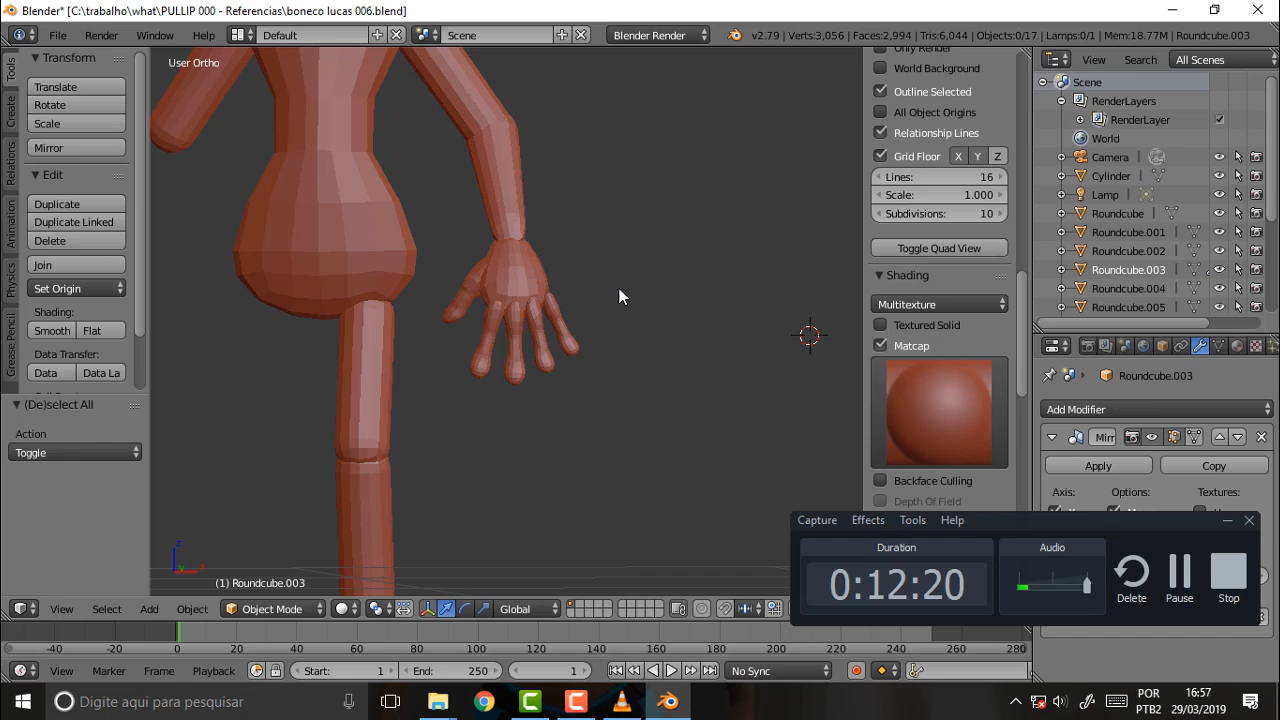 Blender* [C:\trabalho\what\PULLIP 000 - Referencias\boneco lucas 006.blend]
File Render Window Help Default Scene Blender Render v2.79 | Verts:3,056 | Faces:2,994 | Tris:6,044 | Objects:0/17 | Lamps:0/1 | Mem:18.77M | Roundcube.003
Tools
Create
Relations
Animation
Physics
Grease Pencil
Transform
Translate
Rotate
Scale
Mirror
Edit
Duplicate
Duplicate Linked
Delete
Join
Set Origin
Shading:
Smooth Flat
Data Transfer:
Data Data La
(De)select All
Action
Toggle
User Ortho
(1) Roundcube.003
Only Render
World Background
Outline Selected
All Object Origins
Relationship Lines
Grid Floor X Y Z
Lines: 16
Scale: 1.000
Subdivisions: 10
Toggle Quad View
Shading
Multitexture
Textured Solid
Matcap
Backface Culling
Depth Of Field
View Search All Scenes
Scene
RenderLayers
RenderLayer
World
Camera
Cylinder
Lamp
Roundcube
Roundcube.001
Roundcube.002
Roundcube.003
Roundcube.004
Roundcube.005
Roundcube.003
Add Modifier
Mirr
Apply Copy
Axis: Options: Textures:
Capture Effects Tools Help
Duration Audio
0:12:20
Delete Pause Stop
View Select Add Object Object Mode Global
-40 -20 0 20 40 60 80 100 120 140 160 180 200 220 240 260 280
View Marker Frame Playback Start: 1 End: 250 1 No Sync
Digite aqui para pesquisar
POR
PTB2
16:57
29/03/2019